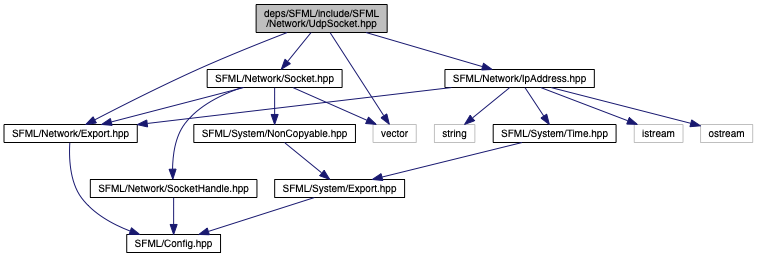 deps/SFML/include/SFML
/Network/UdpSocket.hpp
SFML/Network/Socket.hpp
SFML/Network/IpAddress.hpp
SFML/Network/Export.hpp
SFML/System/NonCopyable.hpp
vector
string
SFML/System/Time.hpp
istream
ostream
SFML/Network/SocketHandle.hpp
SFML/System/Export.hpp
SFML/Config.hpp